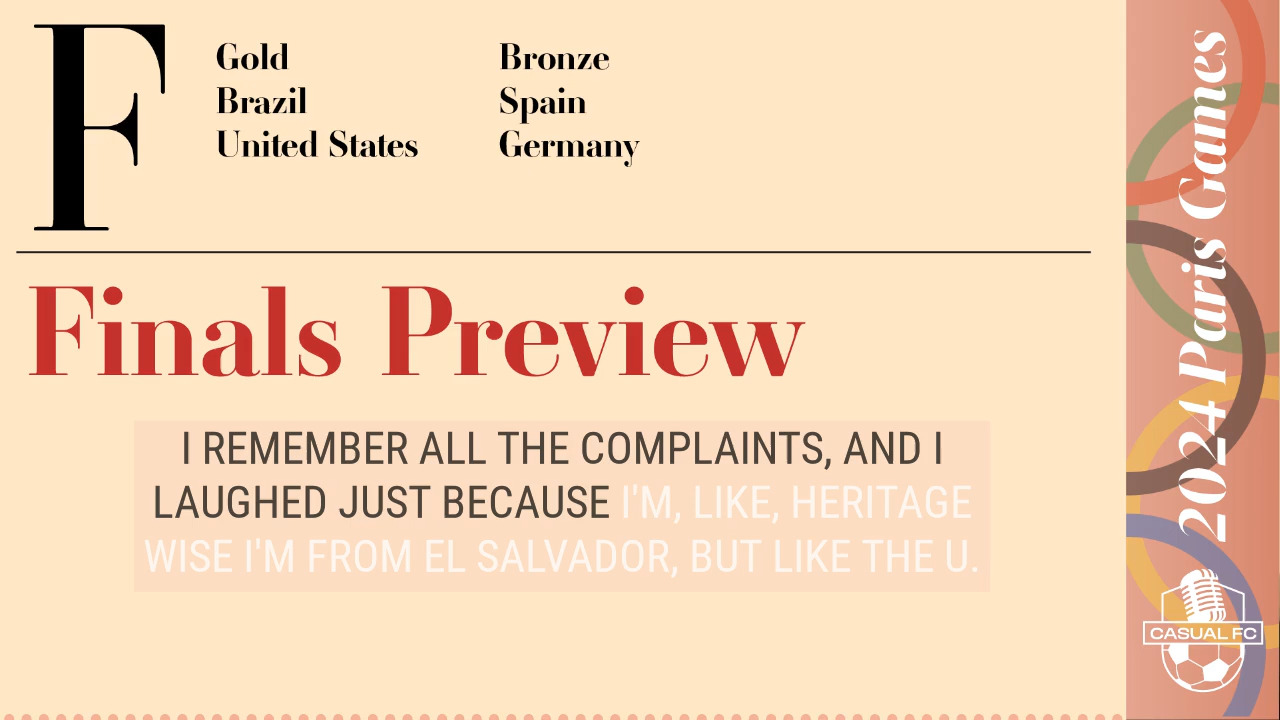 F
Gold
Brazil
United States
Bronze
Spain
Germany
Finals Preview
I REMEMBER ALL THE COMPLAINTS, AND I
LAUGHED JUST BECAUSE I'M, LIKE, HERITAGE
WISE I'M FROM EL SALVADOR, BUT LIKE THE U.
2024 Paris Games
CASUAL FC